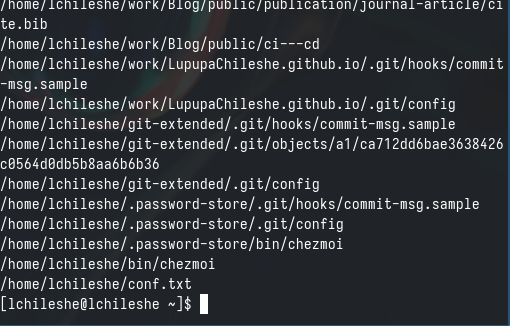 /home/lchileshe/work/Blog/public/publication/journal-article/ci
te.bib
/home/lchileshe/work/Blog/public/ci---cd
/home/lchileshe/work/LupupaChileshe.github.io/.git/hooks/commit
-msg.sample
/home/lchileshe/work/LupupaChileshe.github.io/.git/config
/home/lchileshe/git-extended/.git/hooks/commit-msg.sample
/home/lchileshe/git-extended/.git/objects/a1/ca712dd6bae3638426
c0564d0db5b8aa6b6b36
/home/lchileshe/git-extended/.git/config
/home/lchileshe/.password-store/.git/hooks/commit-msg.sample
/home/lchileshe/.password-store/.git/config
/home/lchileshe/.password-store/bin/chezmoi
/home/lchileshe/bin/chezmoi
/home/lchileshe/conf.txt
[lchileshe@lchileshe ~]$